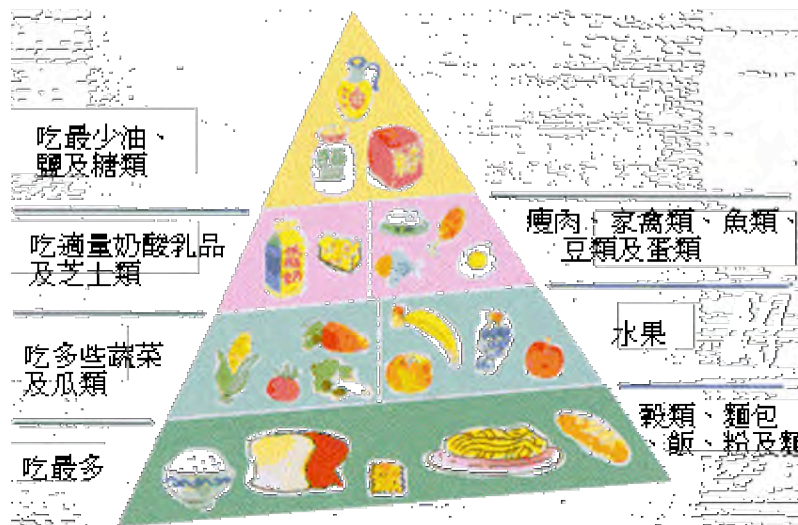 吃最少油、
鹽及糖類
吃適量奶酸乳品
及芝士類
瘦肉、家禽類、魚類、
豆類及蛋類
吃多些蔬菜
及瓜類
水果
吃最多
穀類、麵包
、飯、粉及麵